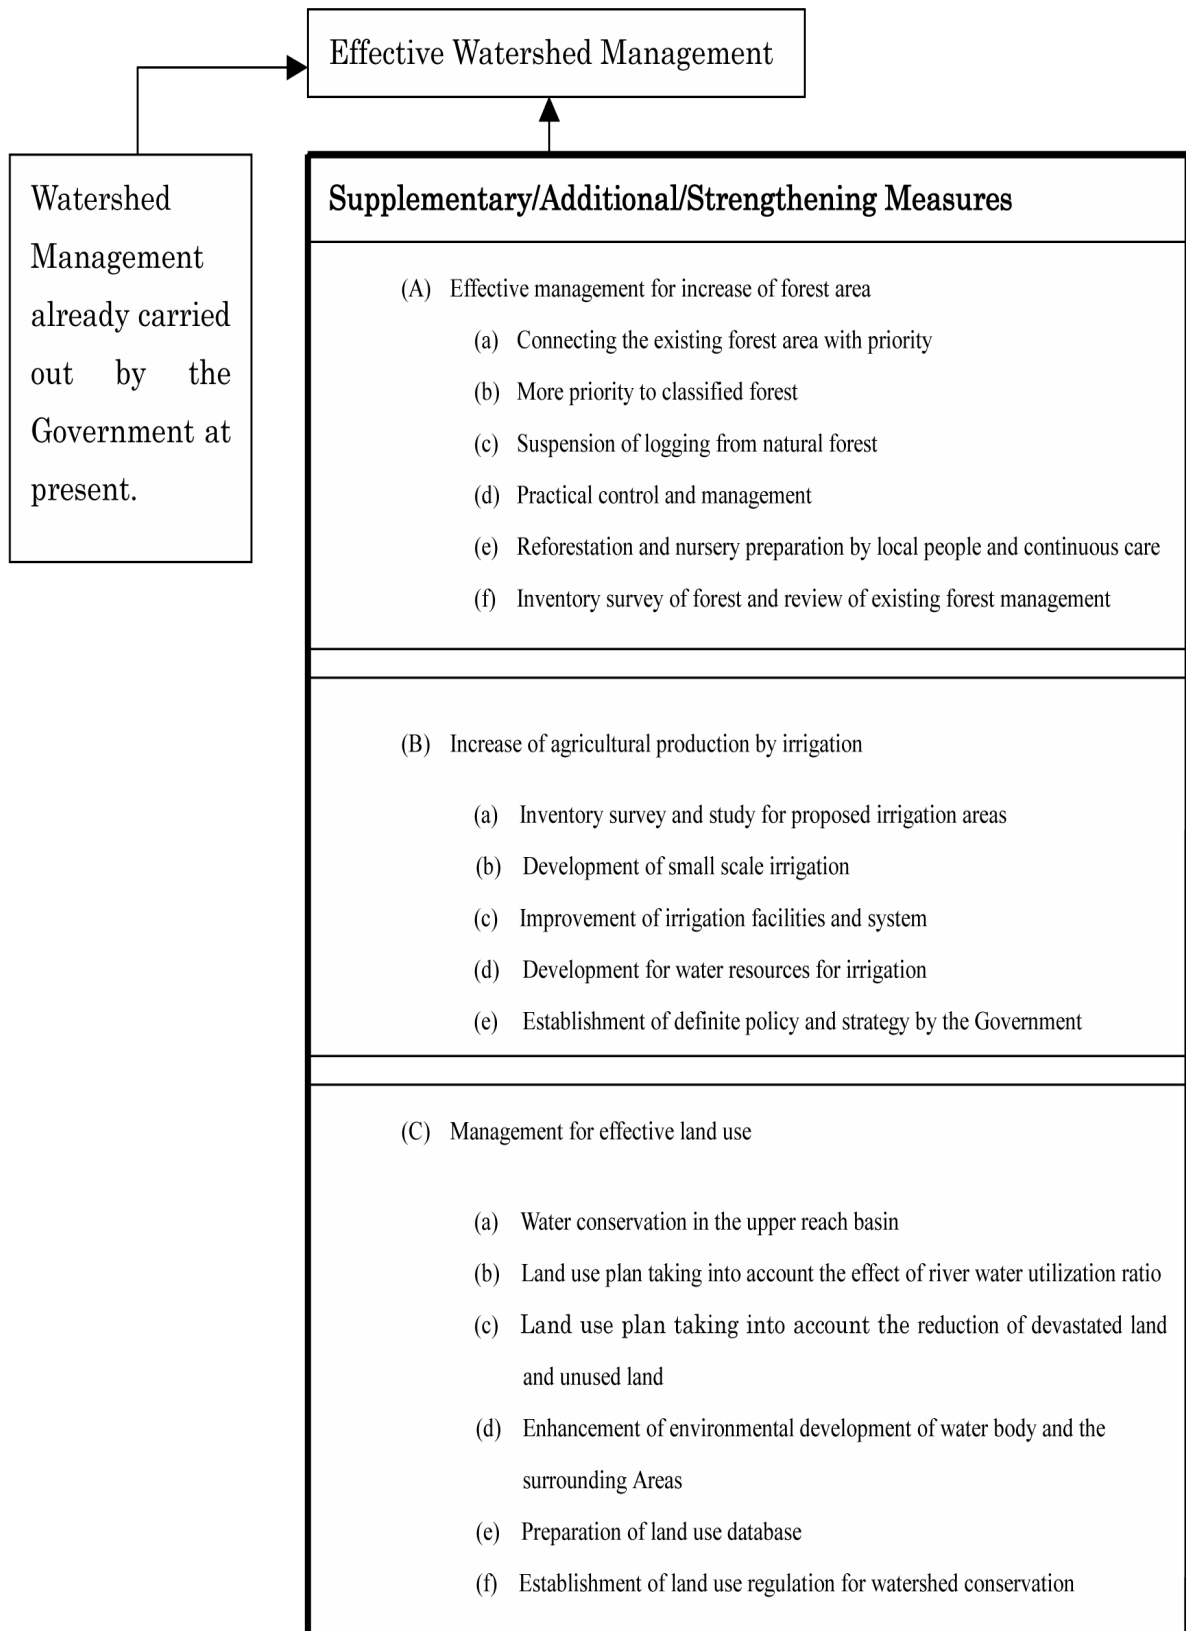 Effective Watershed Management
Watershed
Management
already carried
out by the
Government at
present.
Supplementary/Additional/Strengthening Measures
(A) Effective management for increase of forest area
(a) Connecting the existing forest area with priority
(b) More priority to classified forest
(c) Suspension of logging from natural forest
(d) Practical control and management
(e) Reforestation and nursery preparation by local people and continuous care
(f) Inventory survey of forest and review of existing forest management
(B) Increase of agricultural production by irrigation
(a) Inventory survey and study for proposed irrigation areas
(b) Development of small scale irrigation
(c) Improvement of irrigation facilities and system
(d) Development for water resources for irrigation
(e) Establishment of definite policy and strategy by the Government
(C) Management for effective land use
(a) Water conservation in the upper reach basin
(b) Land use plan taking into account the effect of river water utilization ratio
(c) Land use plan taking into account the reduction of devastated land
and unused land
(d) Enhancement of environmental development of water body and the
surrounding Areas
(e) Preparation of land use database
(f) Establishment of land use regulation for watershed conservation